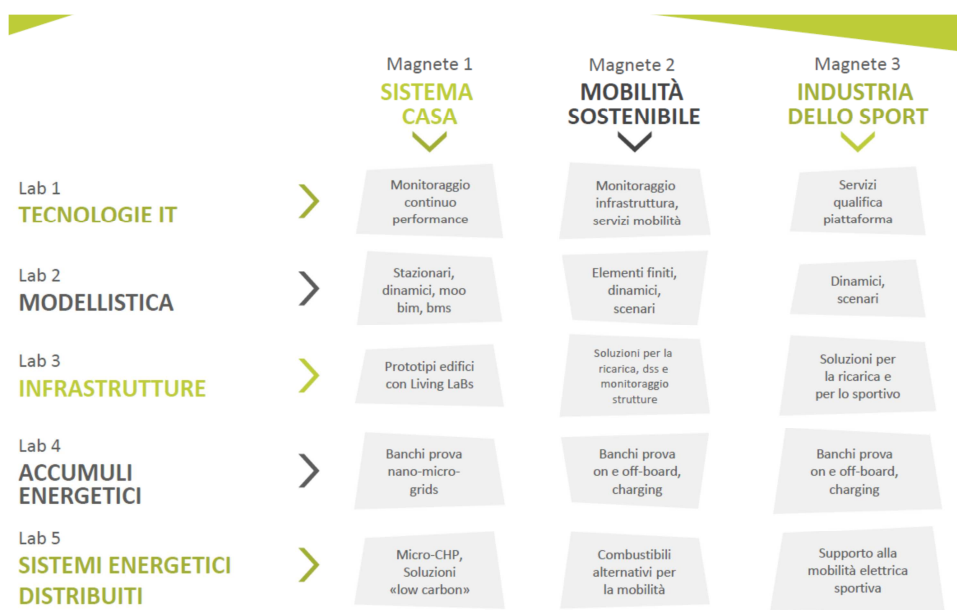 Magnete 1
SISTEMA
CASA
Magnete 2
MOBILITÀ
SOSTENIBILE
Magnete 3
INDUSTRIA
DELLO SPORT
Lab 1
TECNOLOGIE IT
Monitoraggio
continuo
performance
Monitoraggio
infrastruttura,
servizi mobilità
Servizi
qualifica
piattaforma
Lab 2
MODELLISTICA
Stazionari,
dinamici, moo
bim, bms
Elementi finiti,
dinamici,
scenari
Dinamici,
scenari
Lab 3
INFRASTRUTTURE
Prototipi edifici
con Living LaBs
Soluzioni per la
ricarica, dss e
monitoraggio
strutture
Soluzioni per
la ricarica e
per lo sportivo
Lab 4
ACCUMULI
ENERGETICI
Banchi prova
nano-micro-
grids
Banchi prova
on e off-board,
charging
Banchi prova
on e off-board,
charging
Lab 5
SISTEMI ENERGETICI
DISTRIBUITI
Micro-CHP,
Soluzioni
«low carbon»
Combustibili
alternativi per
la mobilità
Supporto alla
mobilità elettrica
sportiva